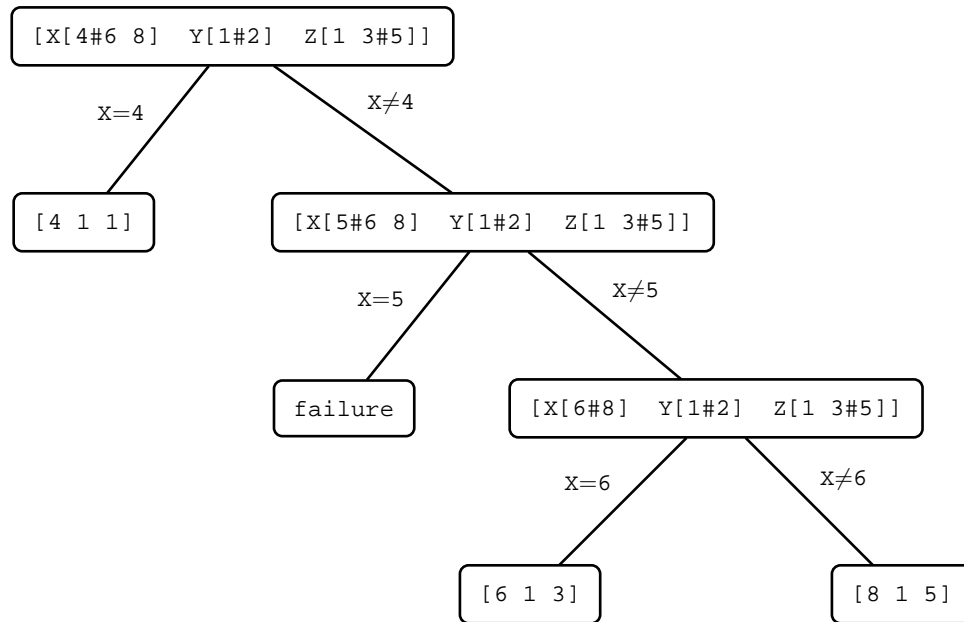 [X[4#6 8]  Y[1#2]  Z[1 3#5]]
X=4
X≠4
[4 1 1]
[X[5#6 8]  Y[1#2]  Z[1 3#5]]
X=5
X≠5
failure
[X[6#8]  Y[1#2]  Z[1 3#5]]
X=6
X≠6
[6 1 3]
[8 1 5]